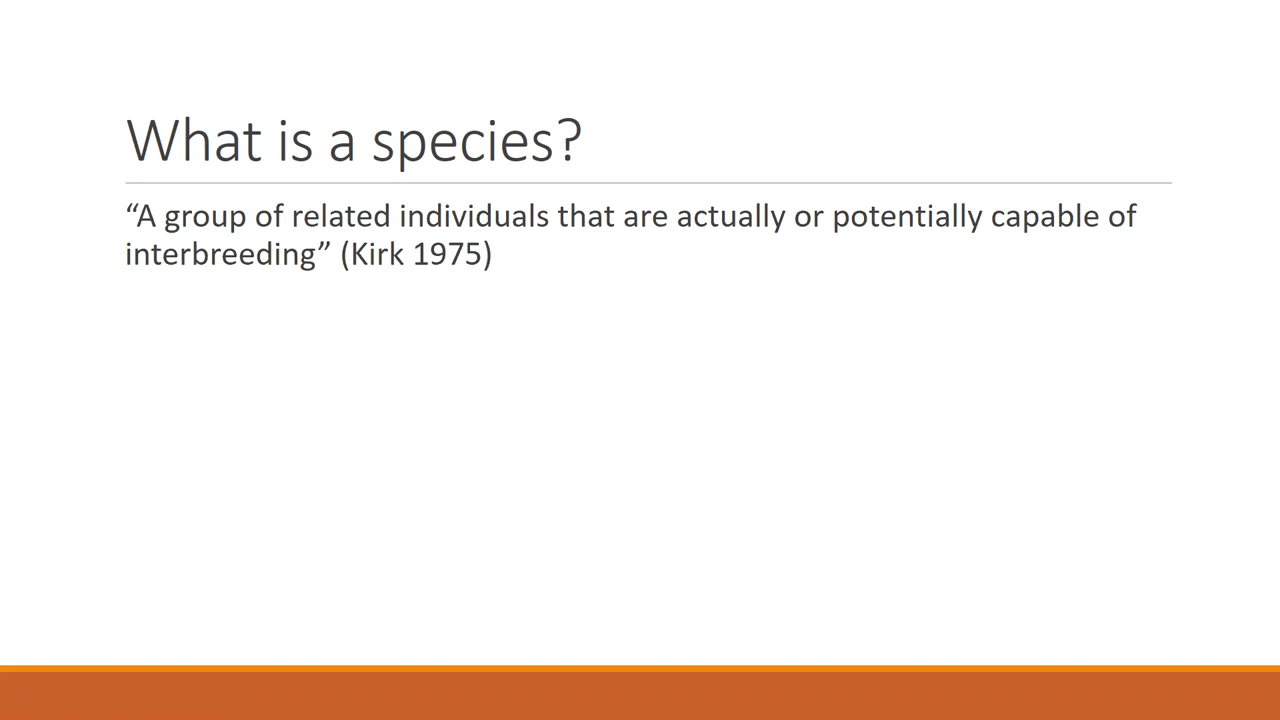 What is a species?
“A group of related individuals that are actually or potentially capable of
interbreeding” (Kirk 1975)